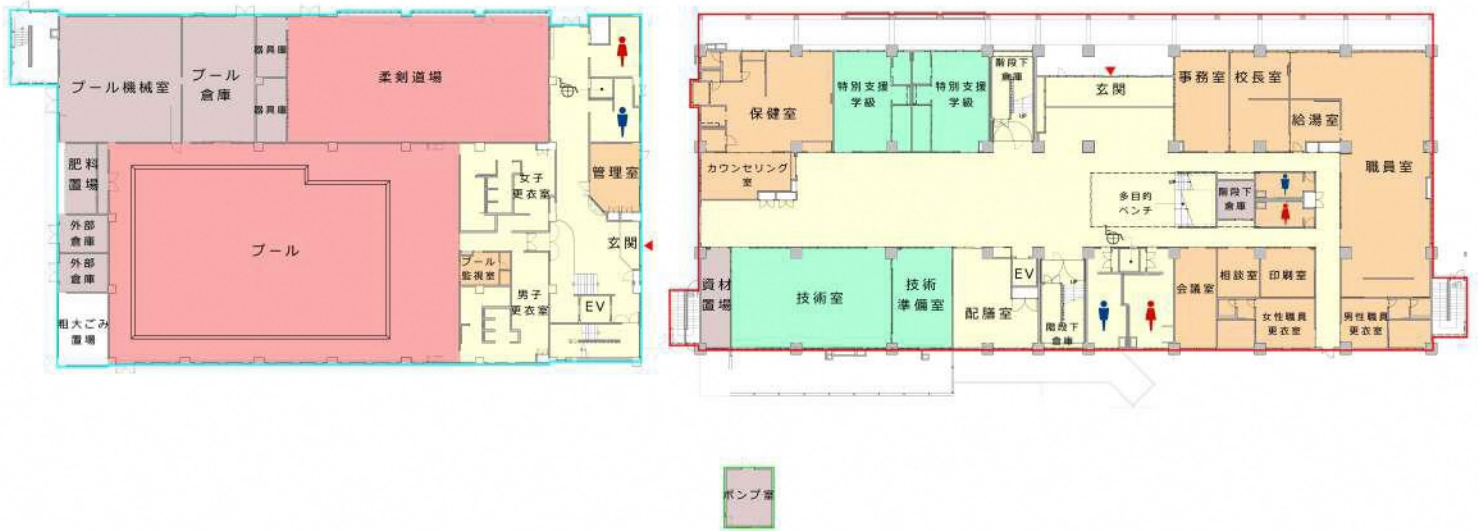 プール機械室
プール
倉庫
器具庫
器具庫
柔剣道場
肥料
置場
外部
倉庫
外部
倉庫
粗大ごみ
置場
プール
女子
更衣室
管理室
玄関
プール
監視室
男子
更衣室
EV
保健室
カウンセリング
室
特別支援
学級
特別支援
学級
階段下
倉庫
UP
玄関
事務室
校長室
給湯室
職員室
多目的
ベンチ
UP
階段下
倉庫
資材
置場
技術室
技術
準備室
配膳室
EV
UP
階段下
倉庫
会議室
相談室
印刷室
女性職員
更衣室
男性職員
更衣室
ポンプ室